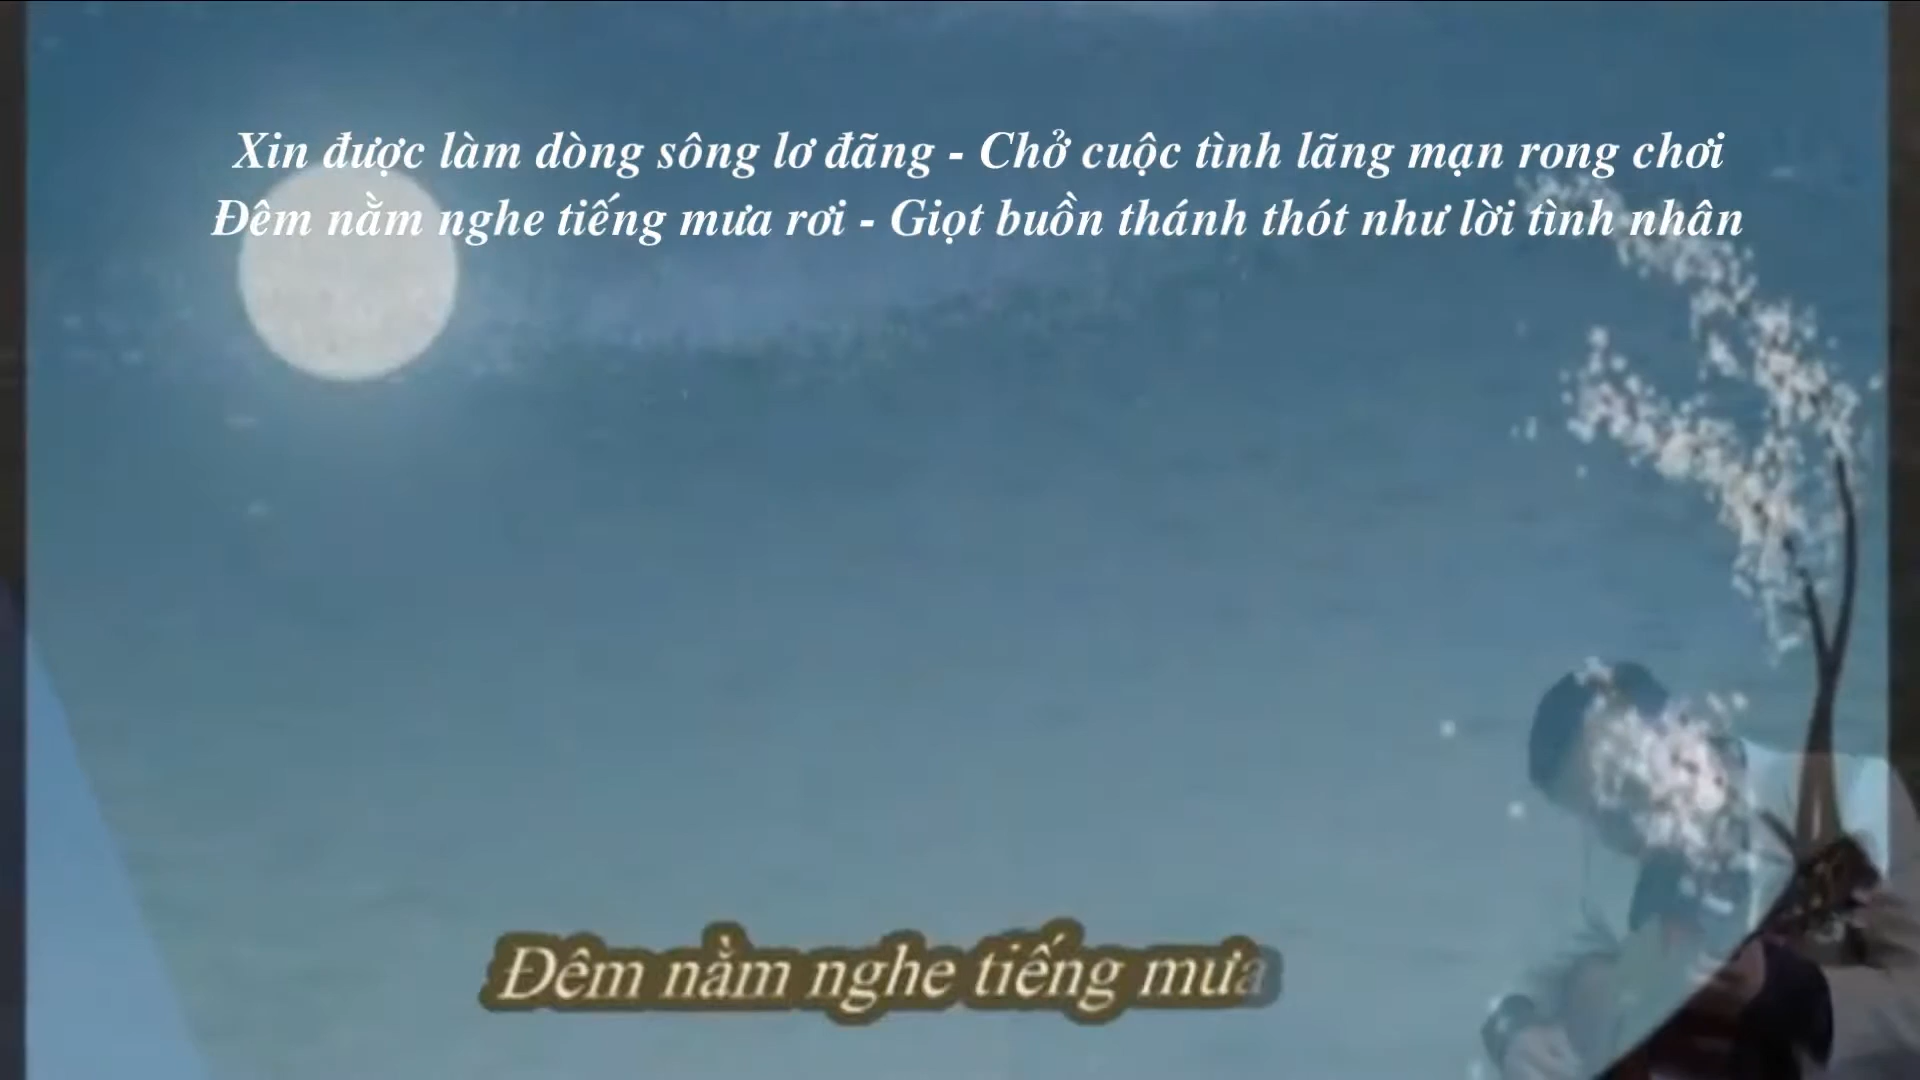 Xin được làm dòng sông lơ đãng - Chở cuộc tình lãng mạn rong chơi
Đêm nằm nghe tiếng mưa rơi - Giọt buồn thánh thót như lời tình nhân
Đêm nằm nghe tiếng mưa